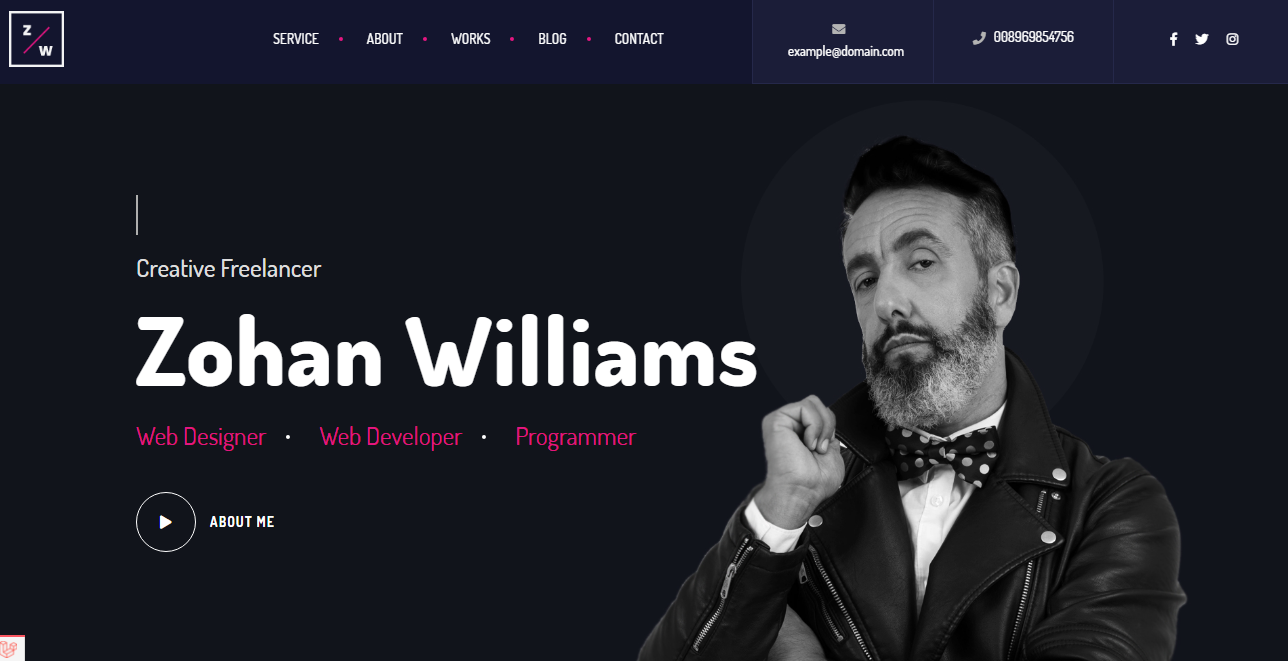 Z
W
SERVICE • ABOUT • WORKS • BLOG • CONTACT
example@domain.com
008969854756
Creative Freelancer
Zohan Williams
Web Designer • Web Developer • Programmer
ABOUT ME